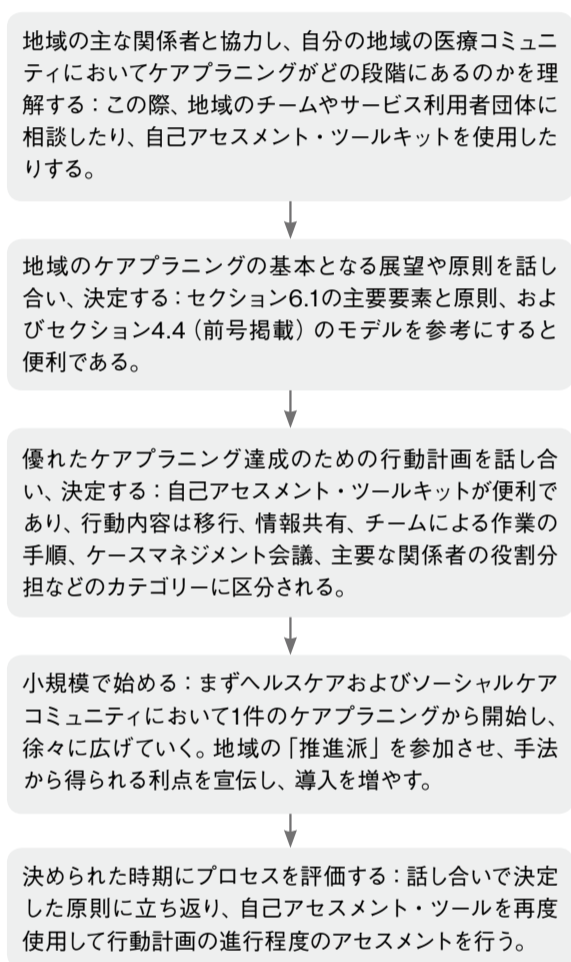 地域の主な関係者と協力し、自分の地域の医療コミュニ
ティにおいてケアプラニングがどの段階にあるのかを理
解する：この際、地域のチームやサービス利用者団体に
相談したり、自己アセスメント・ツールキットを使用した
りする。
地域のケアプラニングの基本となる展望や原則を話し
合い、決定する：セクション6.1の主要要素と原則、およ
びセクション4.4（前号掲載）のモデルを参考にすると
便利である。
優れたケアプラニング達成のための行動計画を話し合
い、決定する：自己アセスメント・ツールキットが便利で
あり、行動内容は移行、情報共有、チームによる作業の
手順、ケースマネジメント会議、主要な関係者の役割分
担などのカテゴリーに区分される。
小規模で始める：まずヘルスケアおよびソーシャルケア
コミュニティにおいて1件のケアプラニングから開始し、
徐々に広げていく。地域の「推進派」を参加させ、手法
から得られる利点を宣伝し、導入を増やす。
決められた時期にプロセスを評価する：話し合いで決定
した原則に立ち返り、自己アセスメント・ツールを再度
使用して行動計画の進行程度のアセスメントを行う。